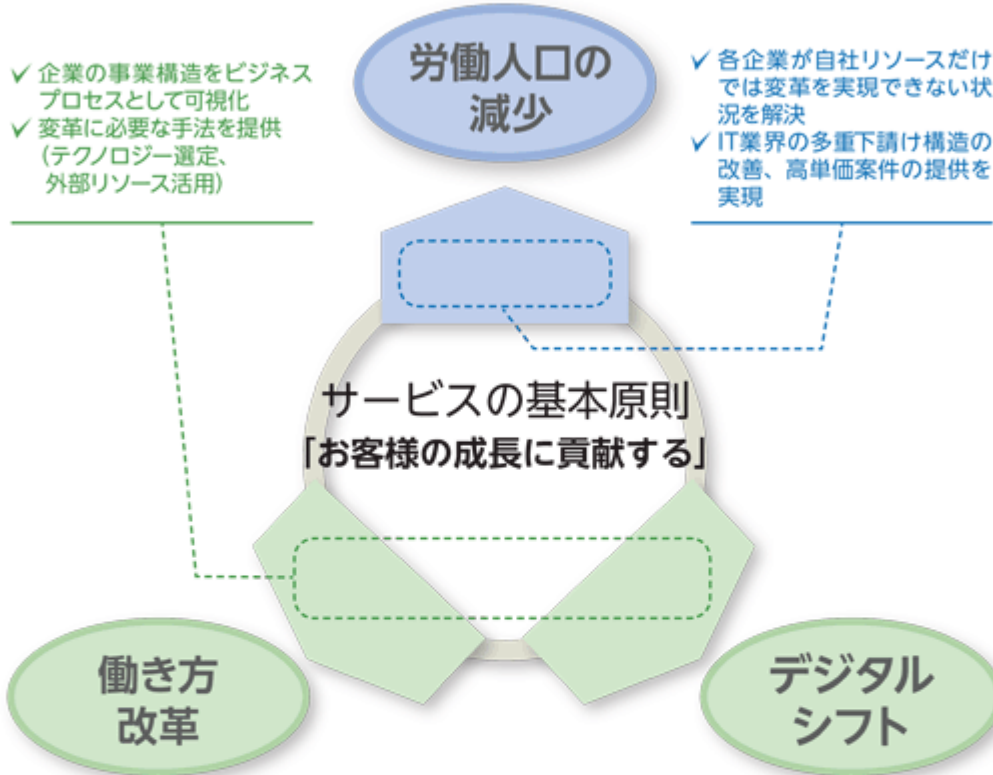 労働人口の
減少
✓ 企業の事業構造をビジネス
プロセスとして可視化
✓ 変革に必要な手法を提供
(テクノロジー選定、
外部リソース活用)
✓ 各企業が自社リソースだけ
では変革を実現できない状
況を解決
✓ IT業界の多重下請け構造の
改善、高単価案件の提供を
実現
サービスの基本原則
「お客様の成長に貢献する」
働き方
改革
デジタル
シフト